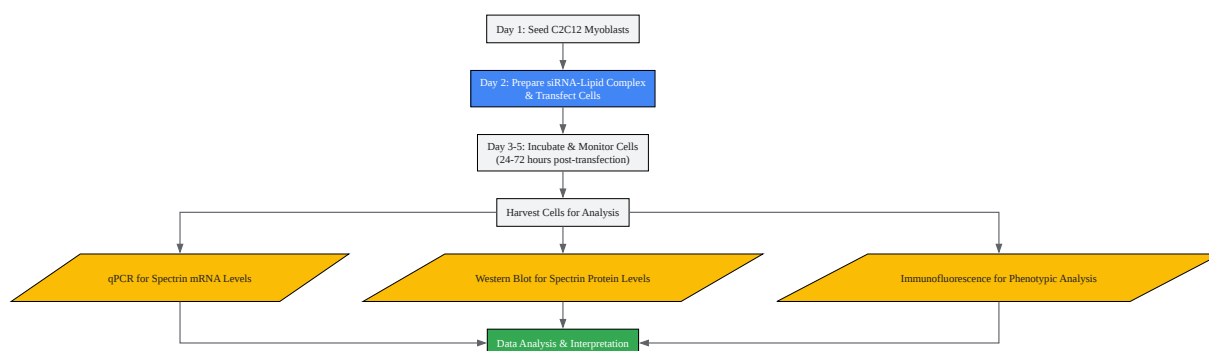 Day 1: Seed C2C12 Myoblasts
Day 2: Prepare siRNA-Lipid Complex
& Transfect Cells
Day 3-5: Incubate & Monitor Cells
(24-72 hours post-transfection)
Harvest Cells for Analysis
qPCR for Spectrin mRNA Levels
Western Blot for Spectrin Protein Levels
Immunofluorescence for Phenotypic Analysis
Data Analysis & Interpretation